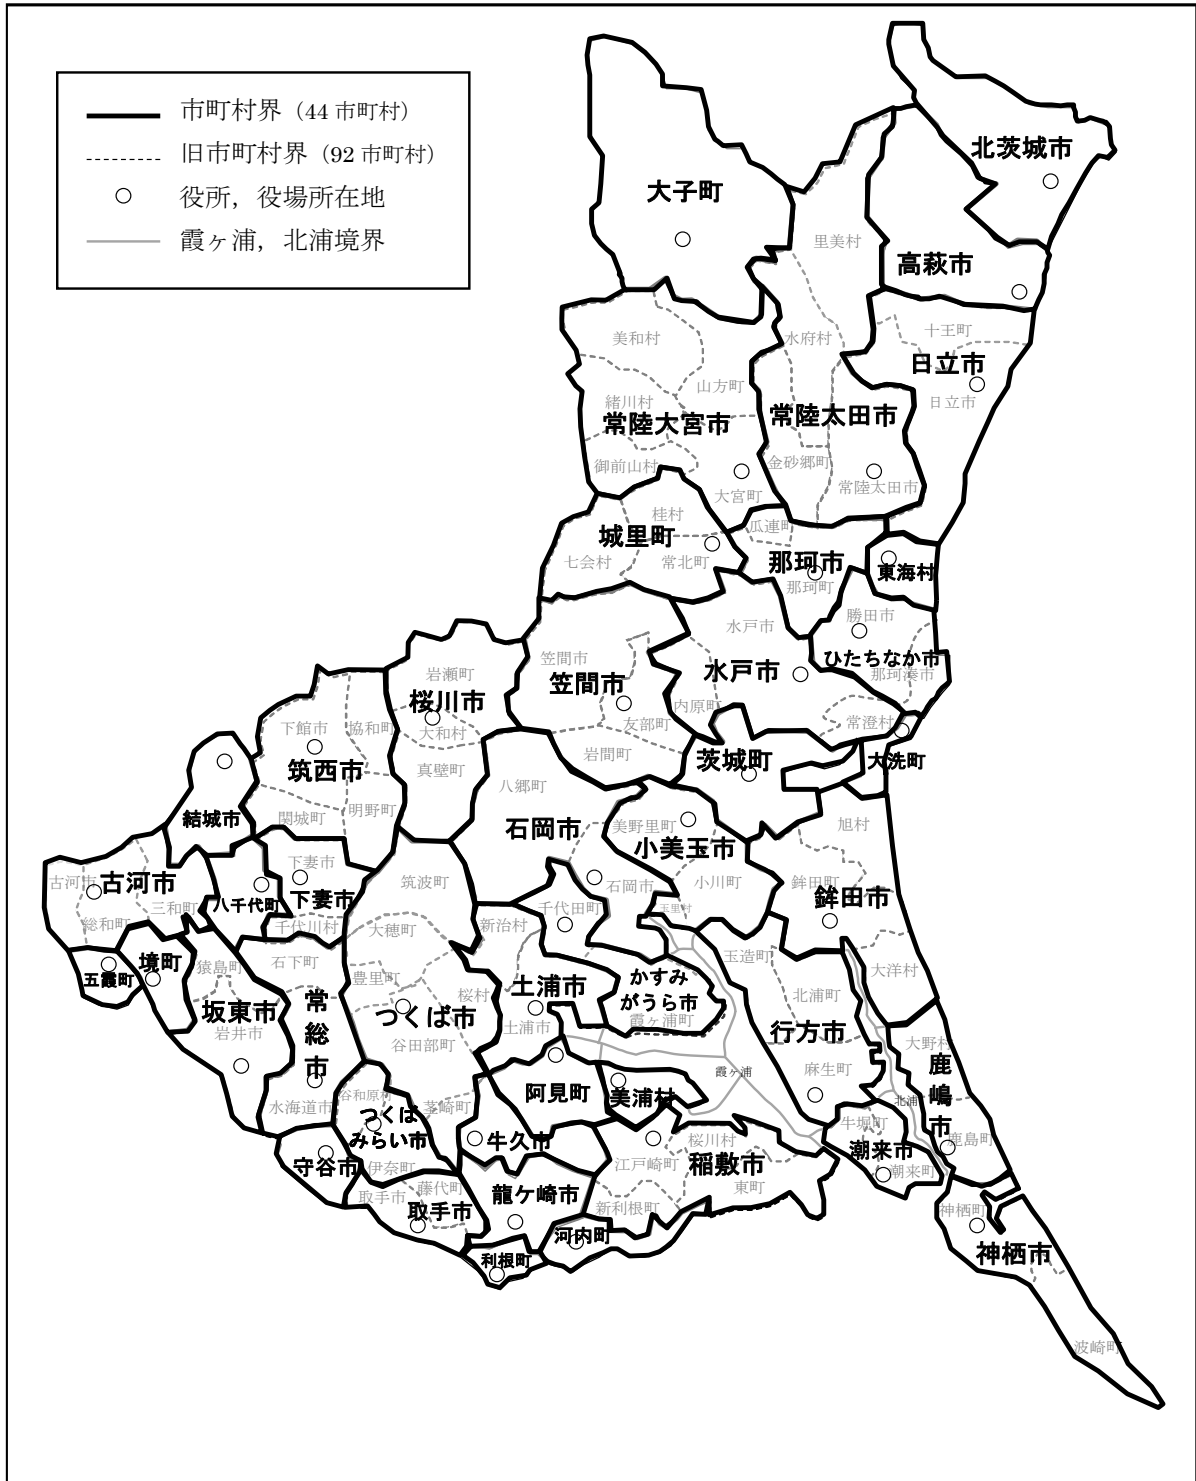 市町村界（44 市町村）
旧市町村界（92 市町村）
役所，役場所在地
霞ヶ浦，北浦境界
北茨城市
大子町
里美村
高萩市
十王町
美和村
水府村
日立市
山方町
日立市
緒川村
常陸大宮市
常陸太田市
御前山村
金砂郷町
大宮町
常陸太田市
桂村
瓜連町
城里町
七会村
常北町
那珂市
東海村
那珂町
勝田市
水戸市
ひたちなか市
笠間市
岩瀬町
水戸市
那珂湊市
笠間市
桜川市
内原町
友部町
常澄村
下館市
協和町
大和村
岩間町
茨城町
大洗町
筑西市
真壁町
八郷町
関城町
明野町
結城市
石岡市
美野里町
旭村
小美玉市
下妻市
古河市
古河市
筑波町
石岡市
小川町
鉾田町
鉾田市
三和町
八千代町
下妻市
千代田町
玉里村
総和町
千代川村
大穂町
新治村
境町
猿島町
石下町
玉造町
大洋村
五霞町
豊里町
かすみ
がうら市
桜村
土浦市
北浦町
坂東市
常総市
つくば市
岩井市
土浦市
霞ヶ浦町
行方市
谷田部町
大野村
鹿嶋市
霞ヶ浦
麻生町
阿見町
美浦村
谷和原村
水海道市
茎崎町
北浦
つくば
みらい市
牛堀町
牛久市
桜川村
潮来市
鹿島町
守谷市
伊奈町
江戸崎町
稲敷市
潮来町
取手市
藤代町
龍ケ崎市
東町
新利根町
取手市
神栖町
河内町
利根町
神栖市
波崎町